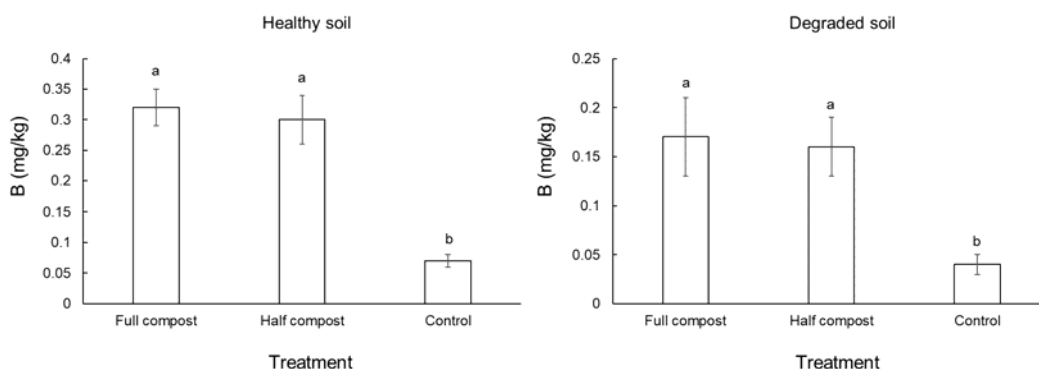 Healthy soil
0.4
0.35
0.3
0.25
0.2
0.15
0.1
0.05
0
B (mg/kg)
a
a
b
Full compost
Half compost
Control
Treatment
Degraded soil
0.25
0.2
0.15
0.1
0.05
0
B (mg/kg)
a
a
b
Full compost
Half compost
Control
Treatment